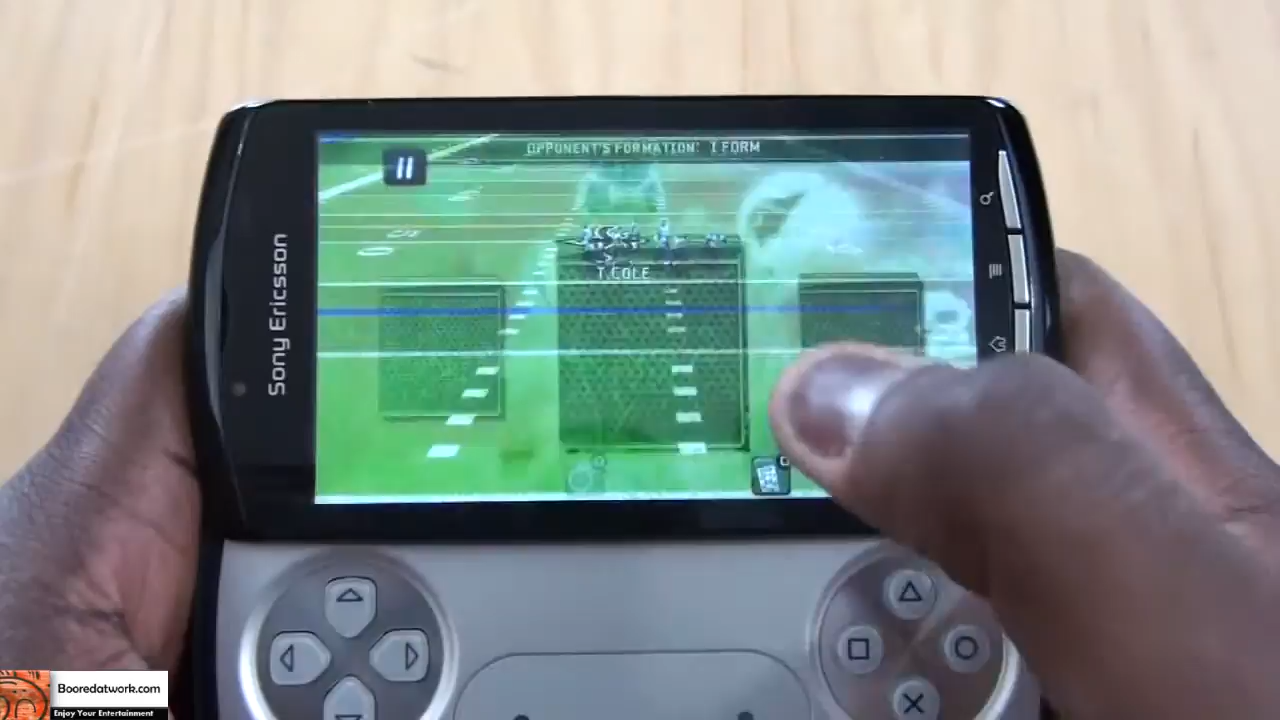 OPPONENT'S FORMATION: I FORM
T.COLE
Sony Ericsson
Booredatwork.com
Enjoy Your Entertainment